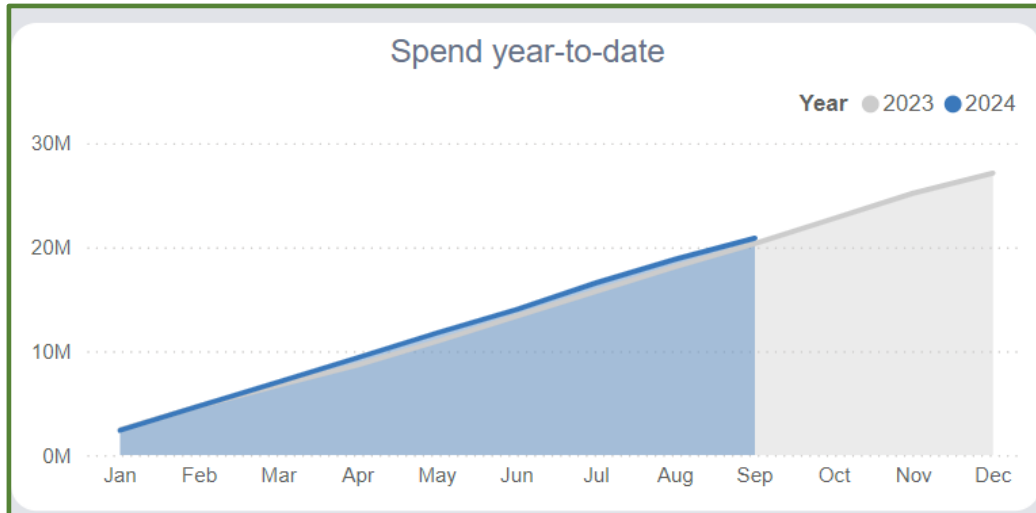 Spend year-to-date
Year 2023 2024
30M
20M
10M
0M
Jan Feb Mar Apr May Jun Jul Aug Sep Oct Nov Dec